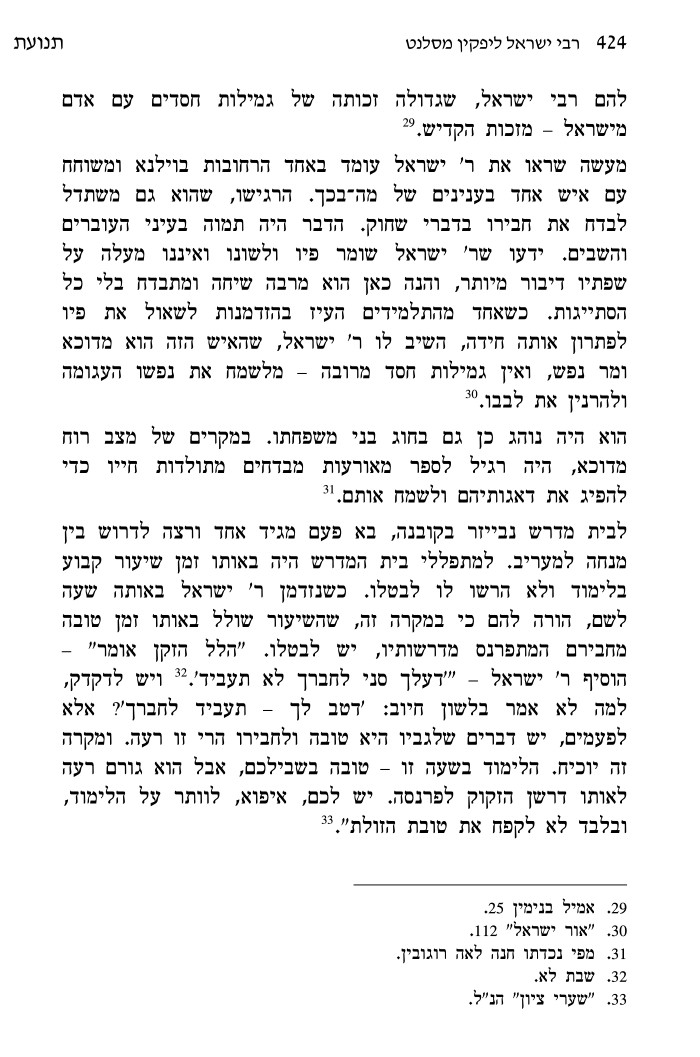 424 רבי ישראל ליפקין מסלנט תנועת
להם רבי ישראל, שגדולה זכותה של גמילות חסדים עם אדם
מישראל – מזכות הקדיש.29
מעשה שראו את ר' ישראל עומד באחד הרחובות בוילנא ומשוחח
עם איש אחד בענינים של מה־בכך. הרגישו, שהוא גם משתדל
לבדח את חבירו בדברי שחוק. הדבר היה תמוה בעיני העוברים
והשבים. ידעו שר' ישראל שומר פיו ולשונו ואיננו מעלה על
שפתיו דיבור מיותר, והנה כאן הוא מרבה שיחה ומתבדח בלי כל
הסתייגות. כשאחד מהתלמידים העיז בהזדמנות לשאול את פיו
לפתרון אותה חידה, השיב לו ר' ישראל, שהאיש הזה הוא מדוכא
ומר נפש, ואין גמילות חסד מרובה – מלשמח את נפשו העגומה
ולהרנין את לבבו.30
הוא היה נוהג כן גם בחוג בני משפחתו. במקרים של מצב רוח
מדוכא, היה רגיל לספר מאורעות מבדחים מתולדות חייו כדי
להפיג את דאגותיהם ולשמח אותם.31
לבית מדרש נבייזר בקובנה, בא פעם מגיד אחד ורצה לדרוש בין
מנחה למעריב. למתפללי בית המדרש היה באותו זמן שיעור קבוע
בלימוד ולא הרשו לו לבטלו. כשנזדמן ר' ישראל באותה שעה
לשם, הורה להם כי במקרה זה, שהשיעור שולל באותו זמן טובה
מחבירם המתפרנס מדרשותיו, יש לבטלו. "הלל הזקן אומר" –
הוסיף ר' ישראל – "'דעלך סני לחברך לא תעביד'.32 ויש לדקדק,
למה לא אמר בלשון חיוב: 'דטב לך – תעביד לחברך'? אלא
לפעמים, יש דברים שלגביו היא טובה ולחבירו הרי זו רעה. ומקרה
זה יוכיח. הלימוד בשעה זו – טובה בשבילכם, אבל הוא גורם רעה
לאותו דרשן הזקוק לפרנסה. יש לכם, איפוא, לוותר על הלימוד,
ובלבד לא לקפח את טובת הזולת".33
29. אמיל בנימין 25.
30. "אור ישראל" 112.
31. מפי נכדתו חנה לאה רוגובין.
32. שבת לא.
33. "שערי ציון" הנ"ל.